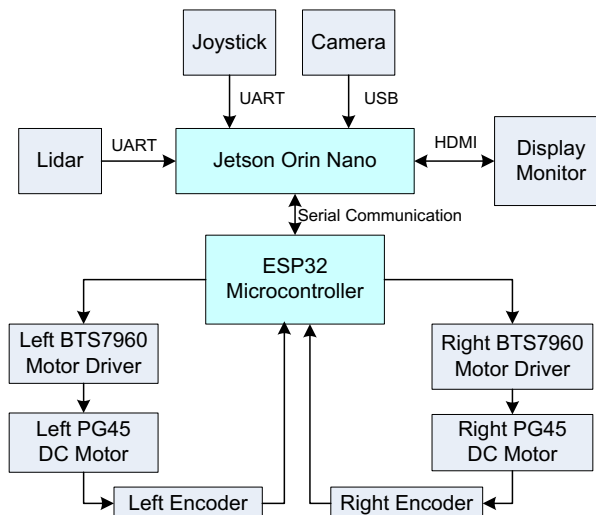 Joystick
Camera
UART
USB
Lidar
UART
Jetson Orin Nano
HDMI
Display
Monitor
Serial Communication
ESP32
Microcontroller
Left BTS7960
Motor Driver
Right BTS7960
Motor Driver
Left PG45
DC Motor
Right PG45
DC Motor
Left Encoder
Right Encoder